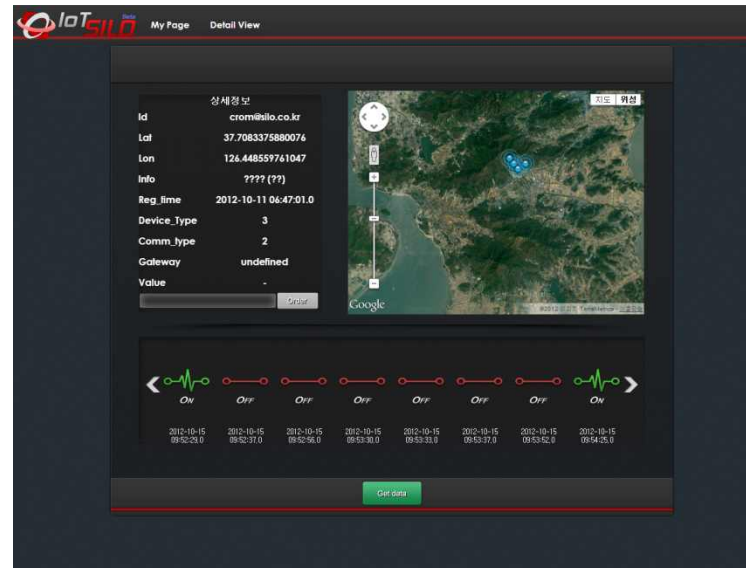 IoT SILO Beta
My Page Detail View
상세정보
Id crom@silo.co.kr
Lat 37.7083375880076
Lon 126.448559761047
Info ???? (??)
Reg_time 2012-10-11 06:47:01.0
Device_Type 3
Comm_type 2
Gateway undefined
Value -
Order
지도 위성
Google
ON OFF OFF OFF OFF OFF OFF ON
2012-10-15 2012-10-15 2012-10-15 2012-10-15 2012-10-15 2012-10-15 2012-10-15 2012-10-15
09:52:29.0 09:52:37.0 09:52:56.0 09:53:30.0 09:53:33.0 09:53:37.0 09:53:52.0 09:54:25.0
Get data